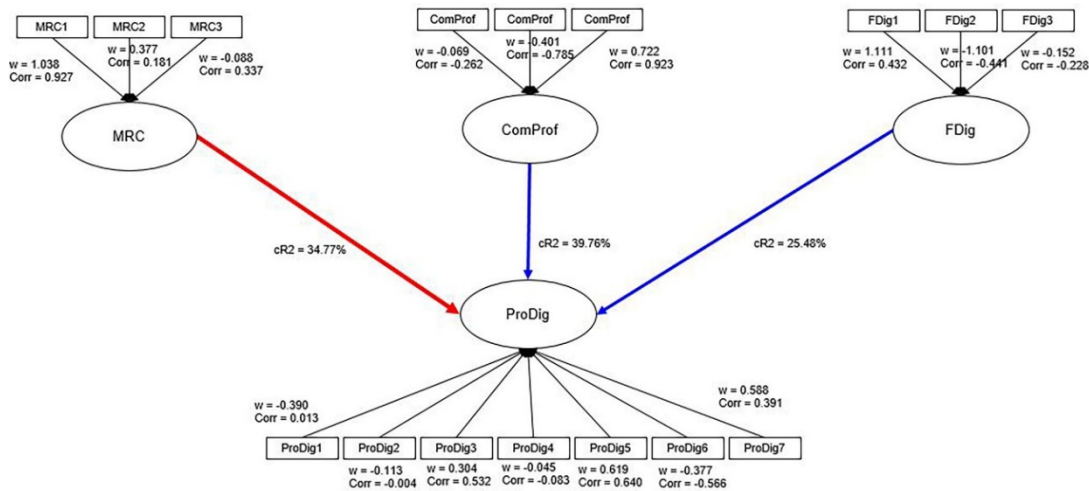 MRC1 MRC2 MRC3
ComProf ComProf ComProf
FDig1 FDig2 FDig3
w = 1.038
Corr = 0.927
w = 0.377
Corr = 0.181
w = -0.088
Corr = 0.337
w = -0.069
Corr = -0.262
w = -0.401
Corr = -0.785
w = 0.722
Corr = 0.923
w = 1.111
Corr = 0.432
w = -1.101
Corr = -0.441
w = -0.152
Corr = -0.228
MRC
ComProf
FDig
cR2 = 34.77%
cR2 = 39.76%
cR2 = 25.48%
ProDig
w = -0.390
Corr = 0.013
w = 0.588
Corr = 0.391
ProDig1 ProDig2 ProDig3 ProDig4 ProDig5 ProDig6 ProDig7
w = -0.113
Corr = -0.004
w = 0.304
Corr = 0.532
w = -0.045
Corr = -0.083
w = 0.619
Corr = 0.640
w = -0.377
Corr = -0.566